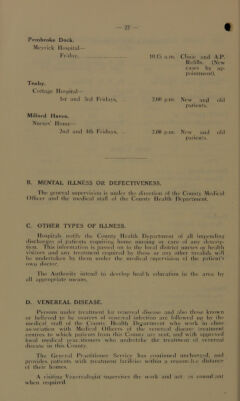 — 27 —
Pembroke Dock.
Merrick Hospital—
Friday, 10.15 a.m. Clinic and A.P. Refills. (New cases by appointment).
Tenby.
Cottage Hospital—
1st and 3rd Fridays, 2.00 p.m. New and old patients.
Milford Haven.
Nurses' Home—
2nd and 4th Fridays, 2.00 p.m. New and old patients.
B. MENTAL ILLNESS OR DEFECTIVENESS.
The general supervision is under the direction of the County Medical
Officer and the medical staff of the County Health Department.
C. OTHER TYPES OF ILLNESS.
Hospitals notify the County Health Department of all impending
discharges of patients requiring home nursing or care of any descrip-
tion. This information is passed on to the local district nurses or health
visitors and any treatment required by these or any other invalids will
be undertaken by them under the medical supervision of the patient's
own doctor.
The Authority intend to develop health education in the area by
all appropriate means.
D. VENEREAL DISEASE.
Persons under treatment for venereal disease and also those known
or believed to be sources of venereal infection are followed up by the
medical staff of the County. Health Department who work in close
accordance with Medical Officers of the venereal disease treatment
centres to which patients from this County are sent, and with approved
local medical practitioners who undertake the treatment of venereal
disease in this County.
The General Practitioner Service has continued unchanged, and
provides patients with treatment facilities within a reasonable distance
of their homes.
A visiting Venereologist supervises the work and acts as consultant
when required.